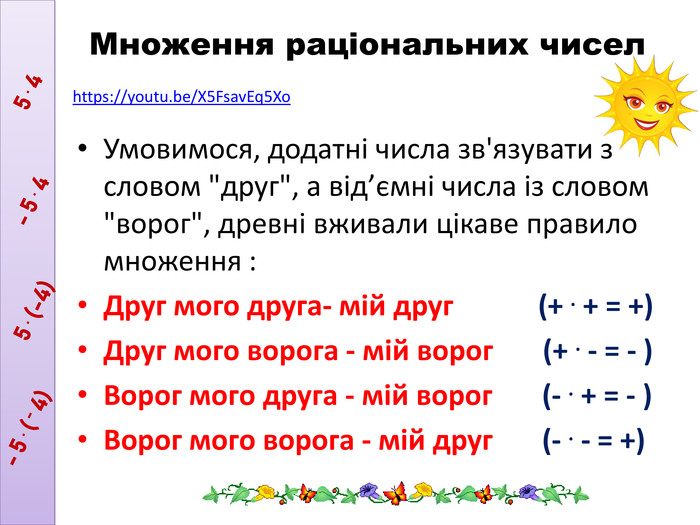 Множення раціональних чисел
https://youtu.be/X5FsavEq5Xo
• Умовимося, додатні числа зв'язувати з
словом "друг", а від’ємні числа із словом
"ворог", древні вживали цікаве правило
множення :
• Друг мого друга- мій друг (+ · + = +)
• Друг мого ворога - мій ворог (+ · - = - )
• Ворог мого друга - мій ворог (- · + = - )
• Ворог мого ворога - мій друг (- · - = +)
5 · 4
– 5 · 4
5 · (–4)
– 5 · (- 4)